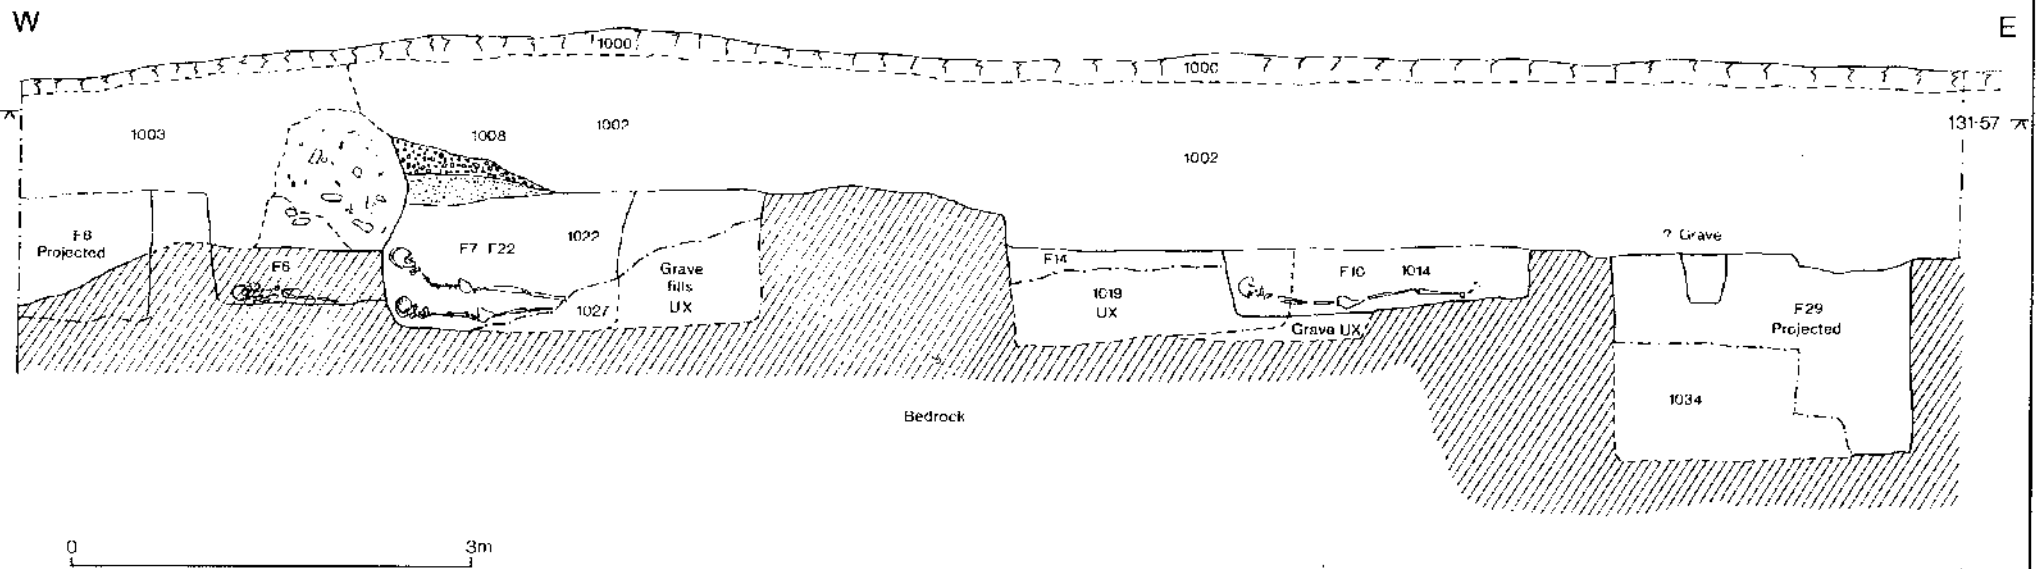 W
E
1000
1000
1003
1008
1002
131·57
1002
F6
Projected
F7 F22
1022
? Grave
F14
F6
Grave
fills
UX
F10
1014
1019
UX
1027
F29
Projected
Grave UX
1034
Bedrock
0
3m